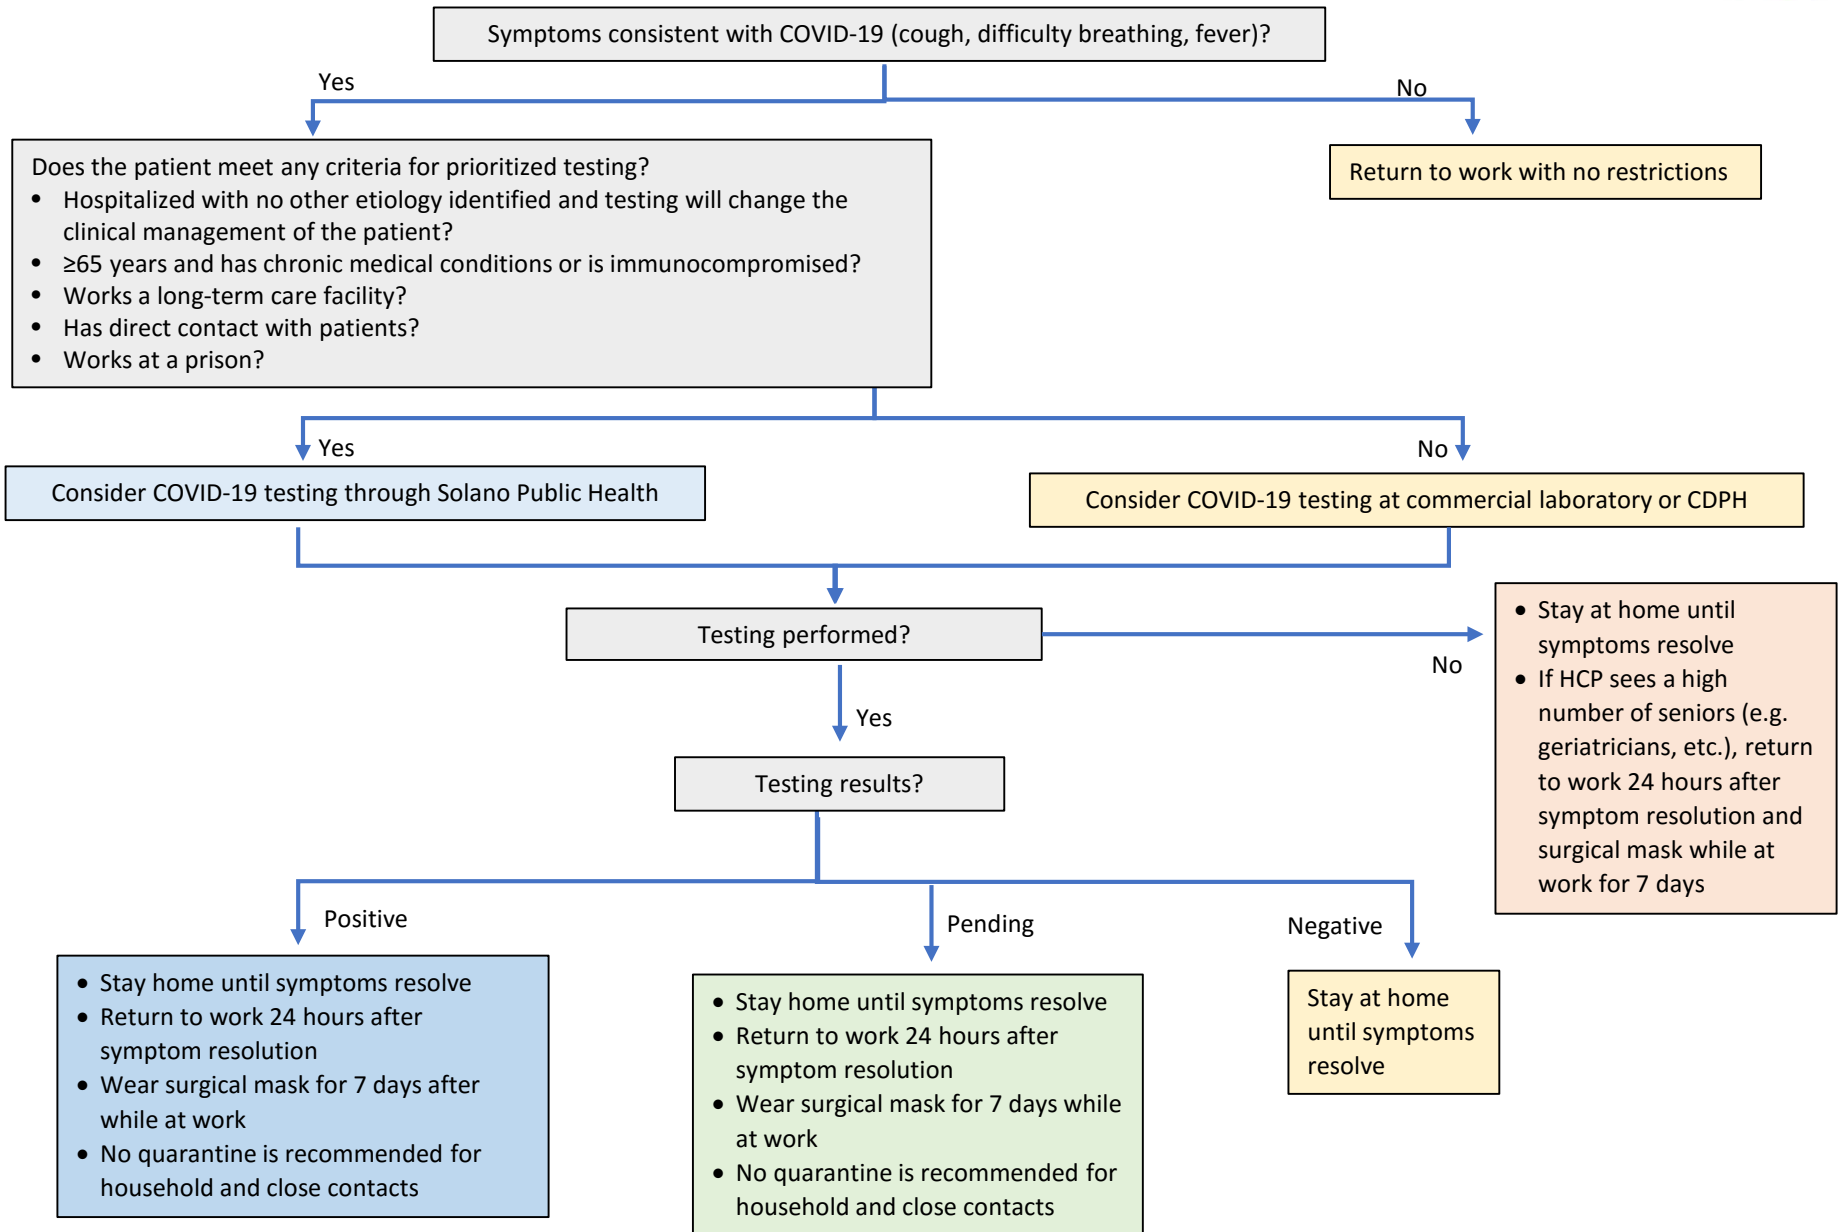 Symptoms consistent with COVID-19 (cough, difficulty breathing, fever)?
Yes
No
Does the patient meet any criteria for prioritized testing?
• Hospitalized with no other etiology identified and testing will change the
clinical management of the patient?
• ≥65 years and has chronic medical conditions or is immunocompromised?
• Works a long-term care facility?
• Has direct contact with patients?
• Works at a prison?
Return to work with no restrictions
Yes
No
Consider COVID-19 testing through Solano Public Health
Consider COVID-19 testing at commercial laboratory or CDPH
Testing performed?
No
• Stay at home until
symptoms resolve
• If HCP sees a high
number of seniors (e.g.
geriatricians, etc.), return
to work 24 hours after
symptom resolution and
surgical mask while at
work for 7 days
Yes
Testing results?
Positive
Pending
Negative
• Stay home until symptoms resolve
• Return to work 24 hours after
symptom resolution
• Wear surgical mask for 7 days after
while at work
• No quarantine is recommended for
household and close contacts
• Stay home until symptoms resolve
• Return to work 24 hours after
symptom resolution
• Wear surgical mask for 7 days while
at work
• No quarantine is recommended for
household and close contacts
Stay at home
until symptoms
resolve